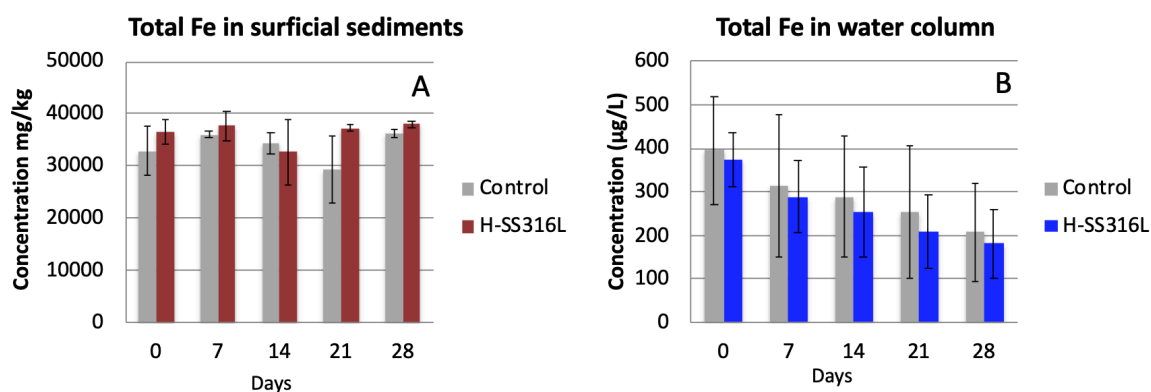 Total Fe in surficial sediments
Concentration mg/kg
50000
40000
30000
20000
10000
0
A
0 7 14 21 28
Days
Control
H-SS316L
Total Fe in water column
Concentration (µg/L)
600
500
400
300
200
100
0
B
0 7 14 21 28
Days
Control
H-SS316L